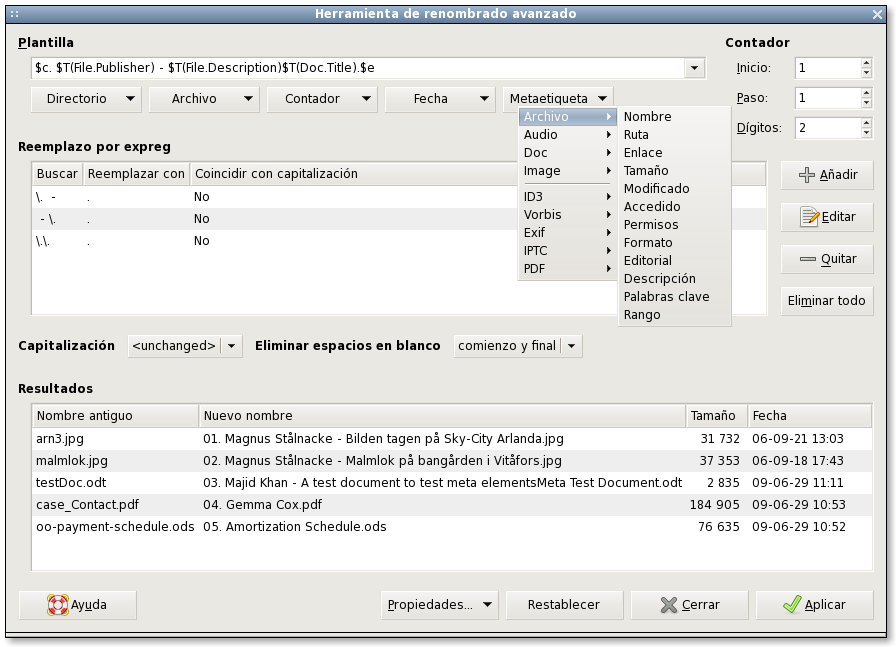 Herramienta de renombrado avanzado
Plantilla
$c. $T(File.Publisher) - $T(File.Description)$T(Doc.Title).$e
Directorio Archivo Contador Fecha Metaetiqueta
Contador
Inicio: 1
Paso: 1
Dígitos: 2
Archivo
Audio
Doc
Image
ID3
Vorbis
Exif
IPTC
PDF
Nombre
Ruta
Enlace
Tamaño
Modificado
Accedido
Permisos
Formato
Editorial
Descripción
Palabras clave
Rango
Reemplazo por expreg
Buscar Reemplazar con Coincidir con capitalización
\. - . No
- \. . No
\.\. . No
Añadir
Editar
Quitar
Eliminar todo
Capitalización <unchanged> Eliminar espacios en blanco comienzo y final
Resultados
Nombre antiguo Nuevo nombre Tamaño Fecha
arn3.jpg 01. Magnus Stålnacke - Bilden tagen på Sky-City Arlanda.jpg 31 732 06-09-21 13:03
malmlok.jpg 02. Magnus Stålnacke - Malmlok på bangården i Vitåfors.jpg 37 353 06-09-18 17:43
testDoc.odt 03. Majid Khan - A test document to test meta elementsMeta Test Document.odt 2 835 09-06-29 11:11
case_Contact.pdf 04. Gemma Cox.pdf 184 905 09-06-29 10:53
oo-payment-schedule.ods 05. Amortization Schedule.ods 76 635 09-06-29 10:52
Ayuda Propiedades... Restablecer Cerrar Aplicar